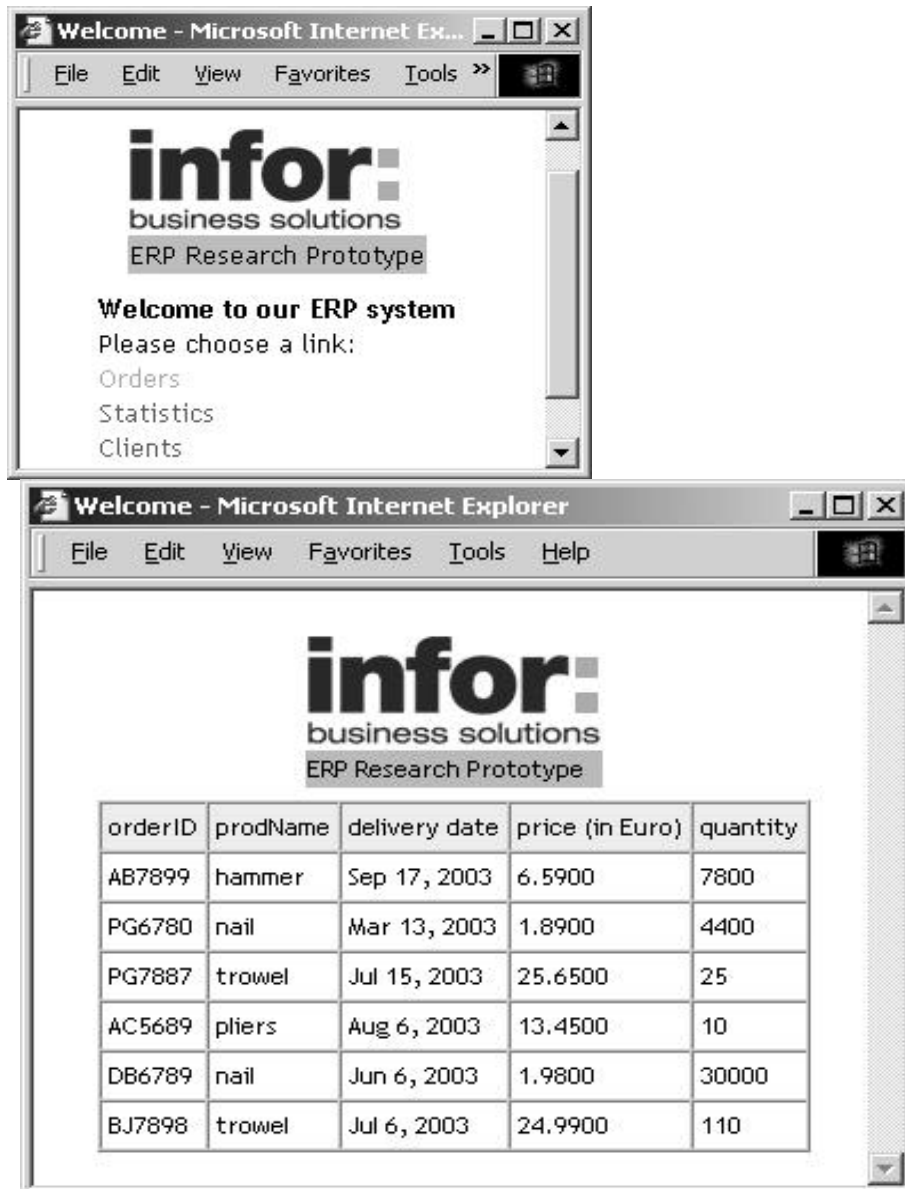 Welcome - Microsoft Internet Ex...
File Edit View Favorites Tools »
infor:
business solutions
ERP Research Prototype
Welcome to our ERP system
Please choose a link:
Orders
Statistics
Clients
Welcome - Microsoft Internet Explorer
File Edit View Favorites Tools Help
infor:
business solutions
ERP Research Prototype
orderID prodName delivery date price (in Euro) quantity
AB7899 hammer Sep 17, 2003 6.5900 7800
PG6780 nail Mar 13, 2003 1.8900 4400
PG7887 trowel Jul 15, 2003 25.6500 25
AC5689 pliers Aug 6, 2003 13.4500 10
DB6789 nail Jun 6, 2003 1.9800 30000
BJ7898 trowel Jul 6, 2003 24.9900 110